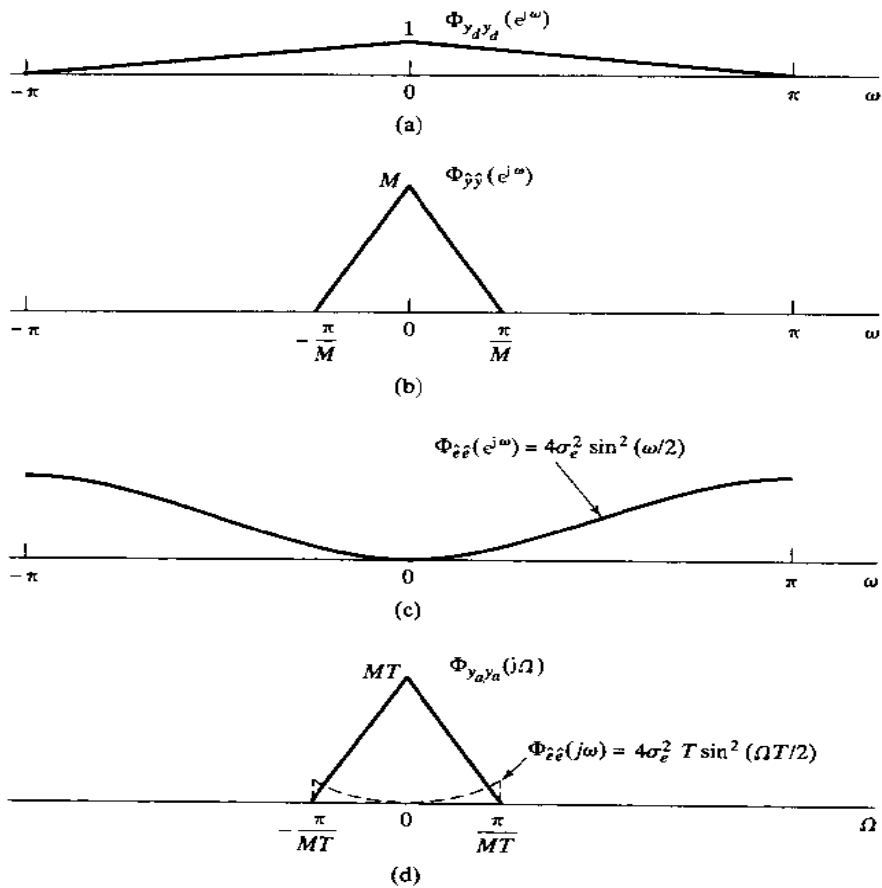 1 Φ_{y_d y_d}(e^{jω})
-π 0 π ω
(a)
M Φ_{ŷŷ}(e^{jω})
-π -π/M 0 π/M π ω
(b)
Φ_{êê}(e^{jω}) = 4σ_e^2 sin^2 (ω/2)
-π 0 π ω
(c)
MT Φ_{y_a y_a}(jΩ)
Φ_{êê}(jω) = 4σ_e^2 T sin^2 (ΩT/2)
-π/MT 0 π/MT Ω
(d)